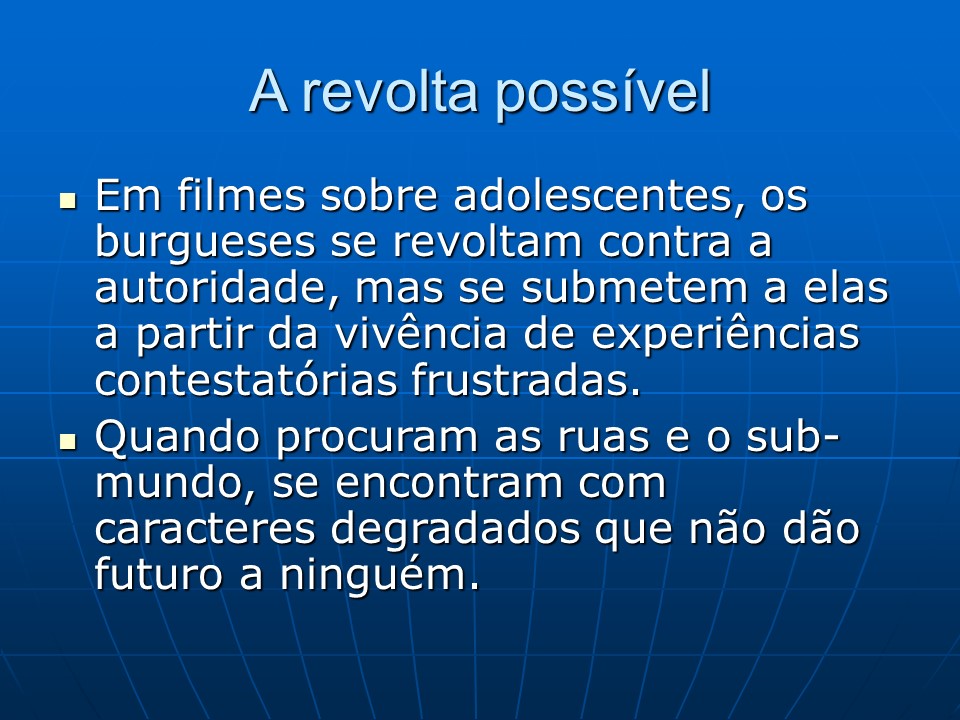 A revolta possível
Em filmes sobre adolescentes, os
burgueses se revoltam contra a
autoridade, mas se submetem a elas
a partir da vivência de experiências
contestatórias frustradas.
Quando procuram as ruas e o sub-
mundo, se encontram com
caracteres degradados que não dão
futuro a ninguém.